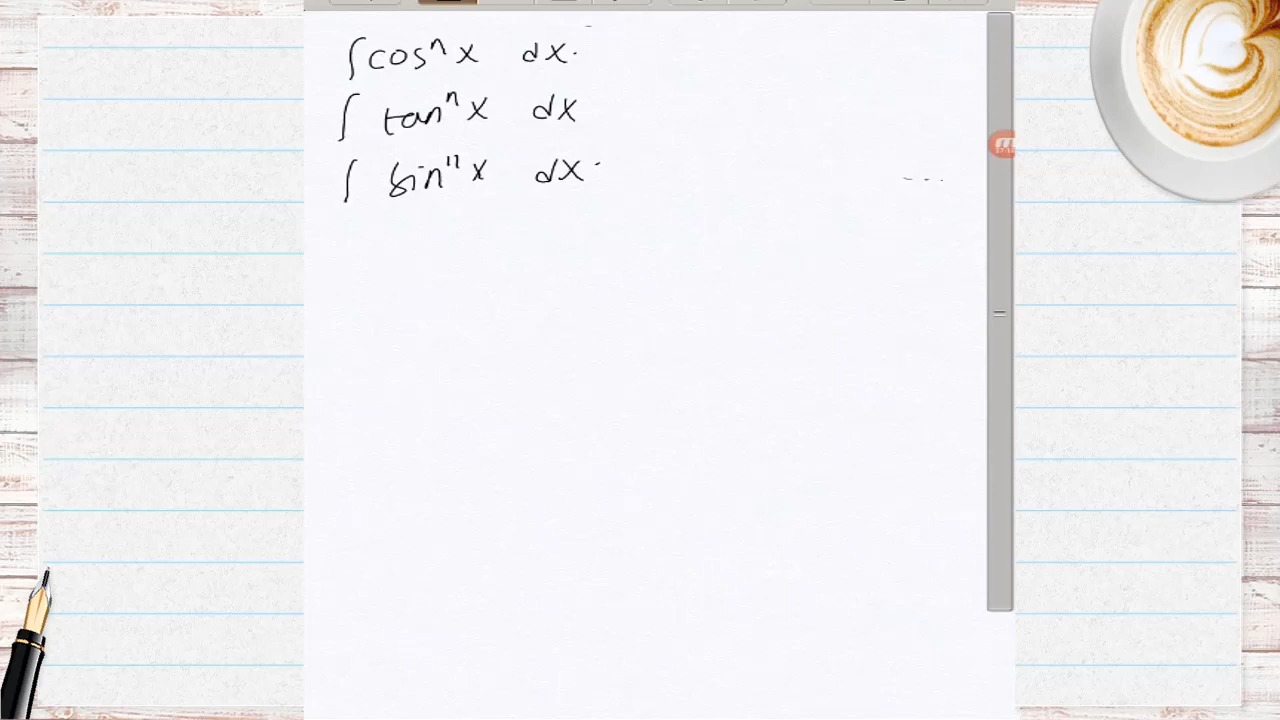 ∫cosⁿx dx.
∫ tanⁿx dx
∫ sinⁿx dx.